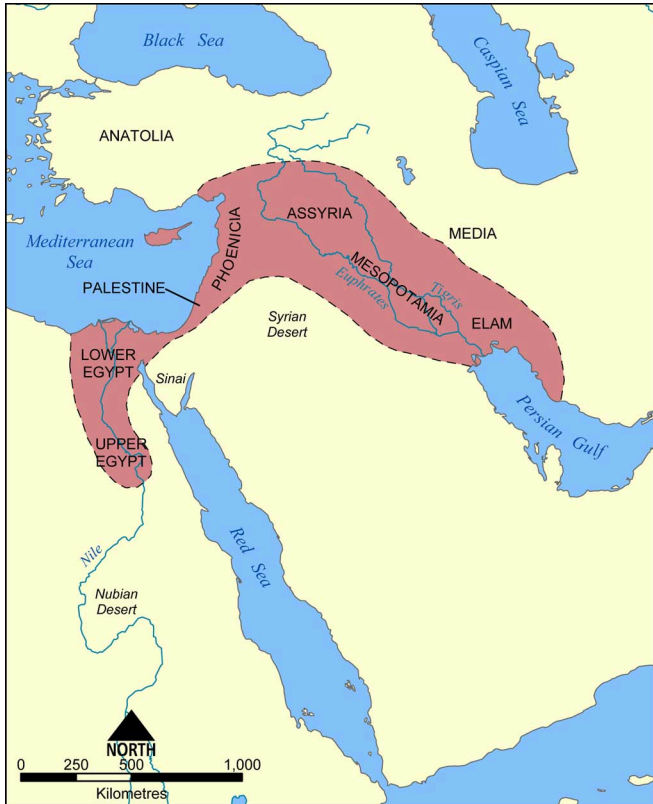 Black Sea
Caspian
Sea
ANATOLIA
ASSYRIA
PHOENICIA
MEDIA
Mediterranean
Sea
MESOPOTAMIA
PALESTINE
Euphrates
Tigris
Syrian
Desert
ELAM
LOWER
EGYPT
Sinai
Persian Gulf
UPPER
EGYPT
Red Sea
Nile
Nubian
Desert
NORTH
0 250 500 1,000
Kilometres